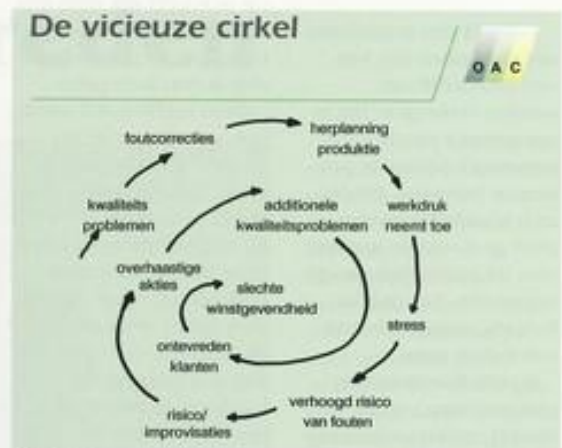 De vicieuze cirkel
OAC
foutcorrecties
herplanning
produktie
kwaliteits
problemen
additionele
kwaliteitsproblemen
werkdruk
neemt toe
overhaastige
akties
slechte
winstgevendheid
stress
ontevreden
klanten
verhoogd risico
van fouten
risico/
improvisaties